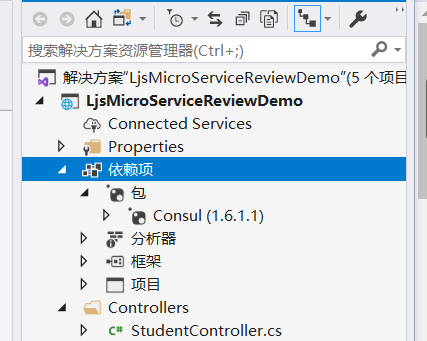 搜索解决方案资源管理器(Ctrl+;)
解决方案"LjsMicroServiceReviewDemo"(5 个项目
LjsMicroServiceReviewDemo
Connected Services
Properties
依赖项
包
Consul (1.6.1.1)
分析器
框架
项目
Controllers
C# StudentController.cs